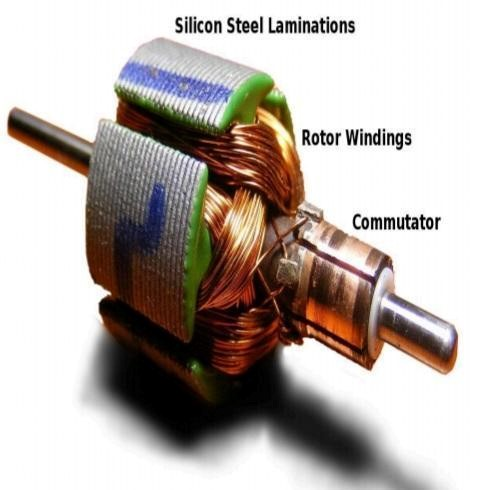 Silicon Steel Laminations
Rotor Windings
Commutator